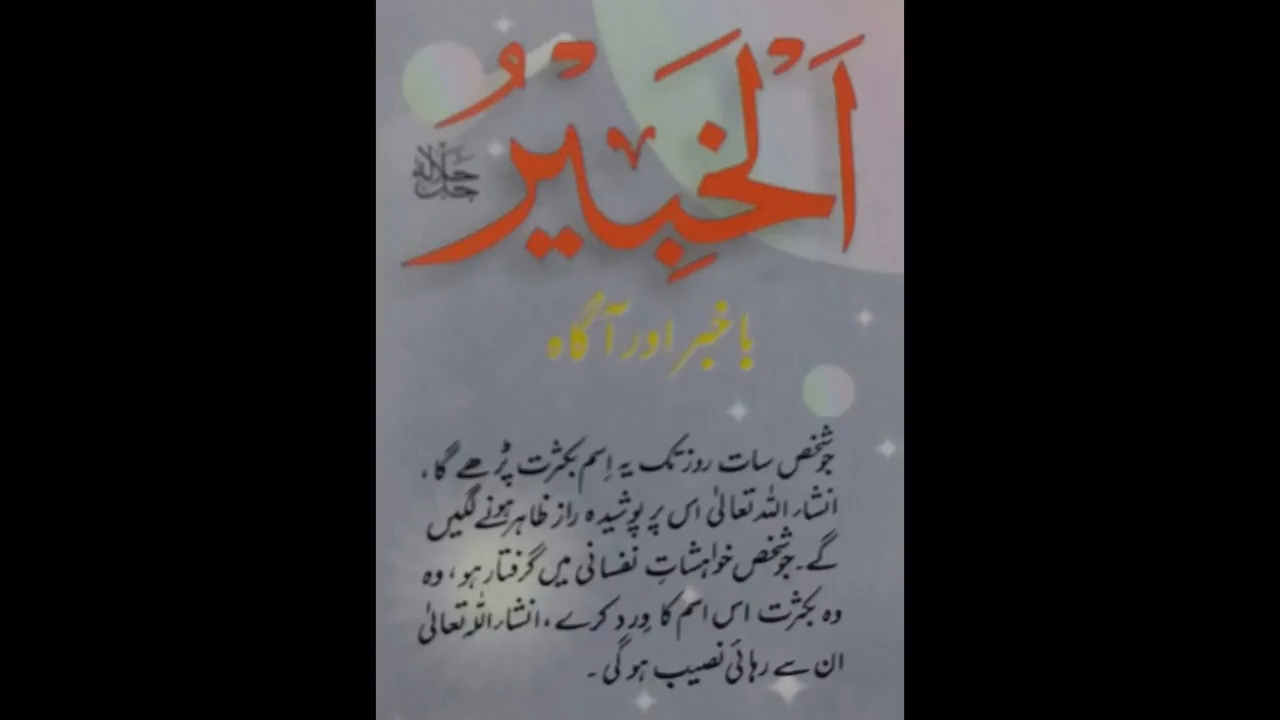 اَلْخَبِيْرُ
جل جلالہ
باخبر اور آگاہ
جو شخص سات روز تک یہ اِسم بکثرت پڑھے گا،
انشاء اللہ تعالیٰ اس پر پوشیدہ راز ظاہر ہونے لگیں
گے۔ جو شخص خواہشاتِ نفسانی میں گرفتار ہو، وہ
وہ بکثرت اس اسم کا وِرد کرے، انشاء اللہ تعالیٰ
ان سے رہائی نصیب ہوگی۔